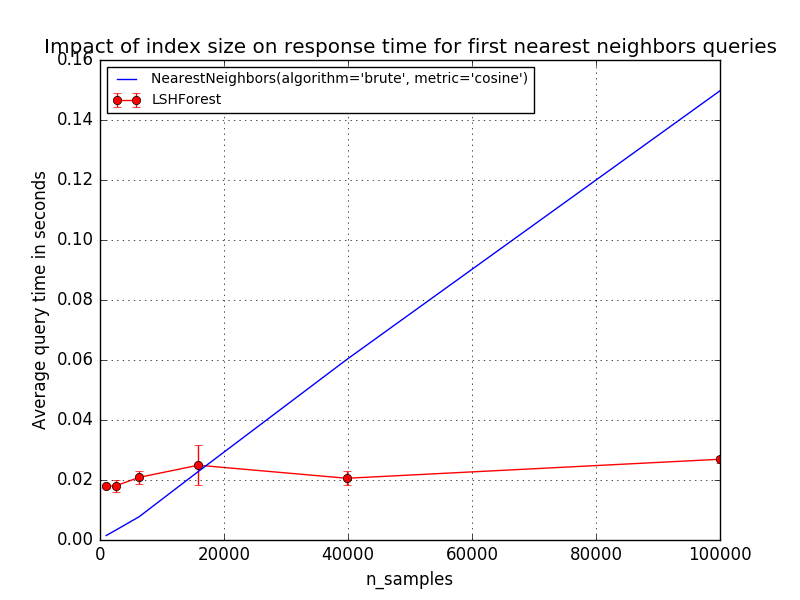 Impact of index size on response time for first nearest neighbors queries
NearestNeighbors(algorithm='brute', metric='cosine')
LSHForest
Average query time in seconds
0.16
0.14
0.12
0.10
0.08
0.06
0.04
0.02
0.00
0 20000 40000 60000 80000 100000
n_samples